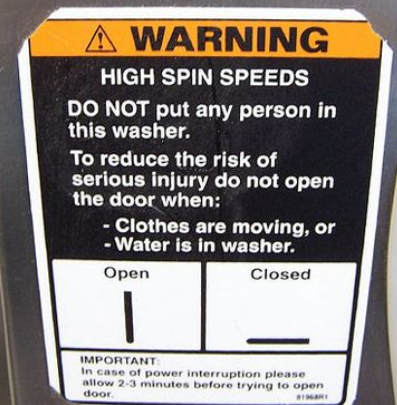 WARNING
HIGH SPIN SPEEDS
DO NOT put any person in
this washer.
To reduce the risk of
serious injury do not open
the door when:
- Clothes are moving, or
- Water is in washer.
Open
Closed
IMPORTANT:
In case of power interruption please
allow 2-3 minutes before trying to open
door.
81968R1